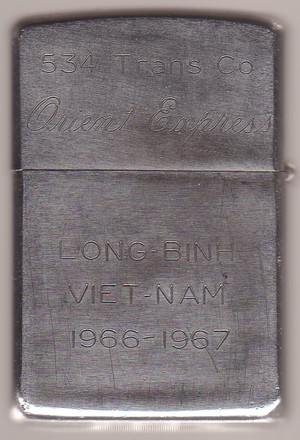 534 Trans Co
Orient Express
LONG-BINH
VIET-NAM
1966-1967